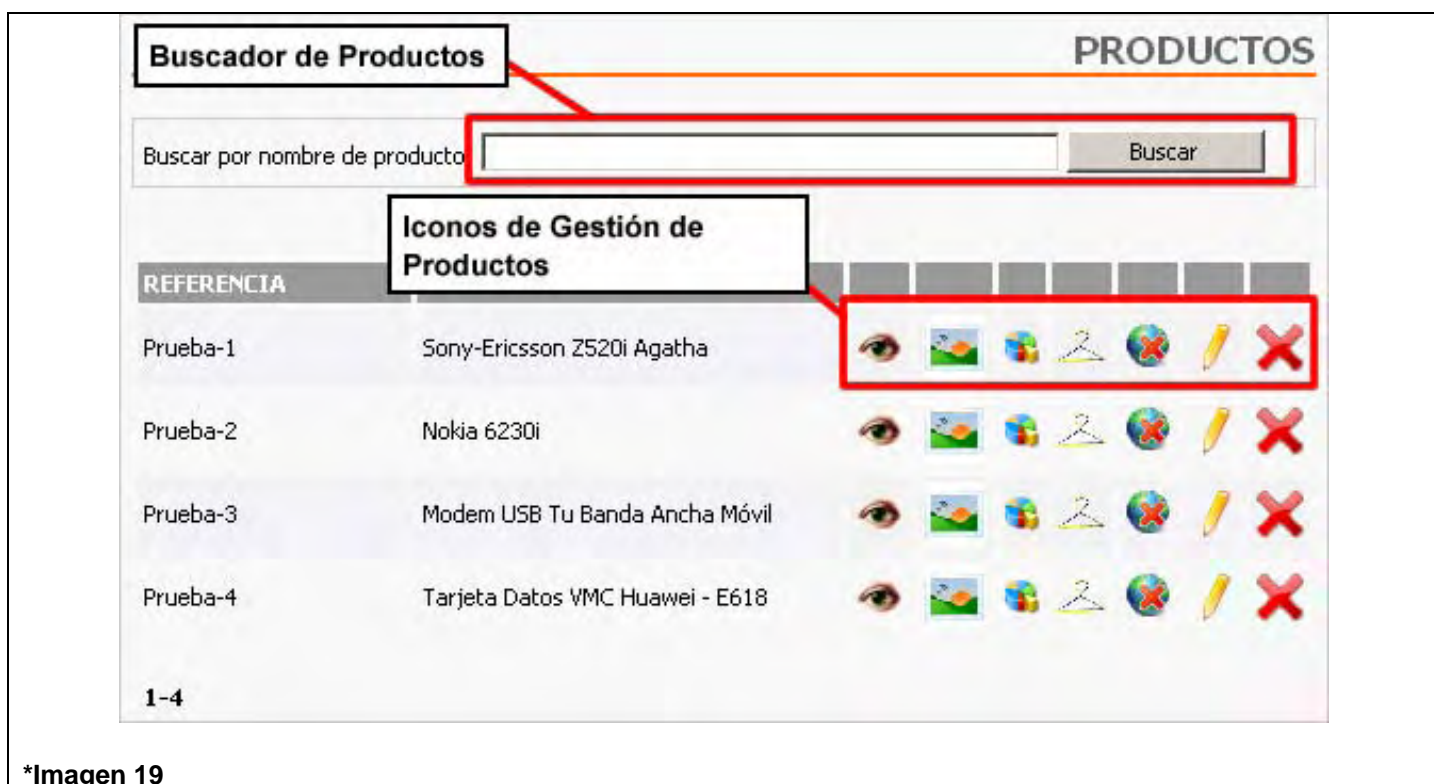 Buscador de Productos
PRODUCTOS
Buscar por nombre de producto
Buscar
Iconos de Gestión de
Productos
REFERENCIA
Prueba-1 Sony-Ericsson Z520i Agatha
Prueba-2 Nokia 6230i
Prueba-3 Modem USB Tu Banda Ancha Móvil
Prueba-4 Tarjeta Datos VMC Huawei - E618
1-4
*Imagen 19